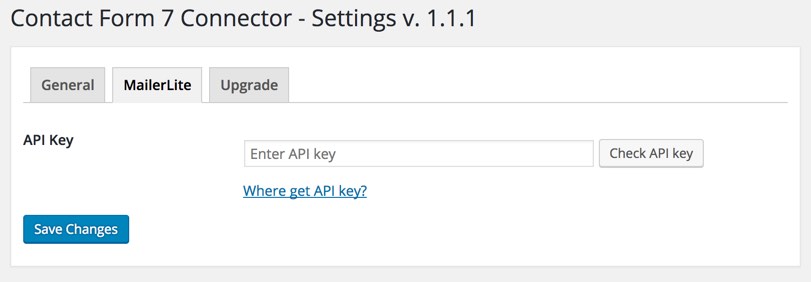 Contact Form 7 Connector - Settings v. 1.1.1
General MailerLite Upgrade
API Key
Enter API key Check API key
Where get API key?
Save Changes